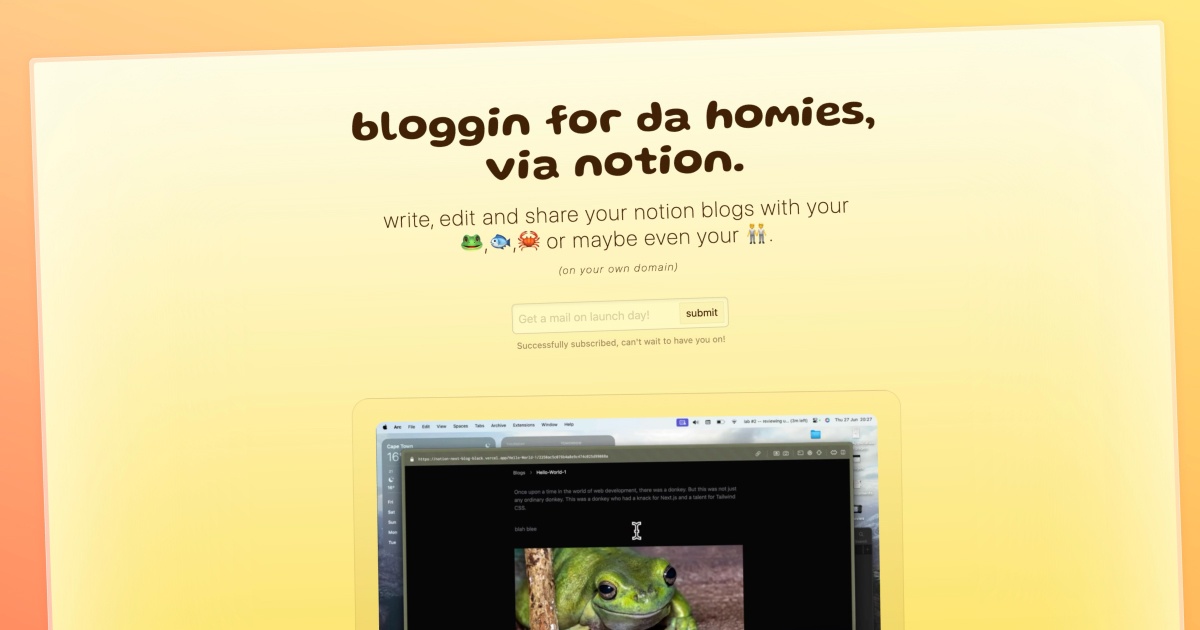 bloggin for da homies,
via notion.
write, edit and share your notion blogs with your
🐸,🐟,🦀 or maybe even your 👬.
(on your own domain)
Get a mail on launch day!
submit
Successfully subscribed, can't wait to have you on!
Arc File Edit View Spaces Tabs Archive Extensions Window Help
Thu 27 Jun
Cape Town
16°
Fri
Sat
Sun
Mon
Tue
Blogs › Hello-World-1
Once upon a time in the world of web development, there was a donkey. But this was not just
any ordinary donkey. This was a donkey who had a knack for Next.js and a talent for Tailwind
CSS.
blah blee